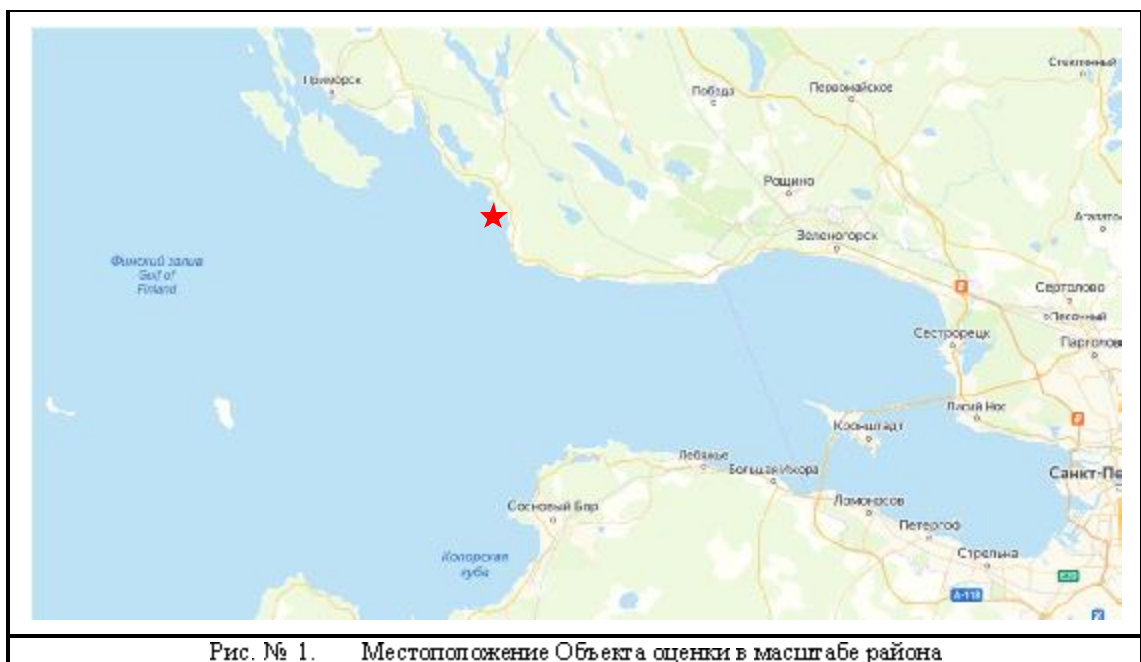 Стеклянный
Приморск
Победа
Первомайское
Рощино
Агалато
Зеленогорск
Финский залив
Gulf of
Finland
Сертолово
Песочный
Сестрорецк
Парголов
Лисий Нос
Кронштадт
Лебяжье
Большая Ижора
Санкт-Пе
Сосновый Бор
Ломоносов
Петергоф
Копорская
губа
Стрельна
E20
А-118
Рис. № 1. Местоположение Объекта оценки в масштабе района